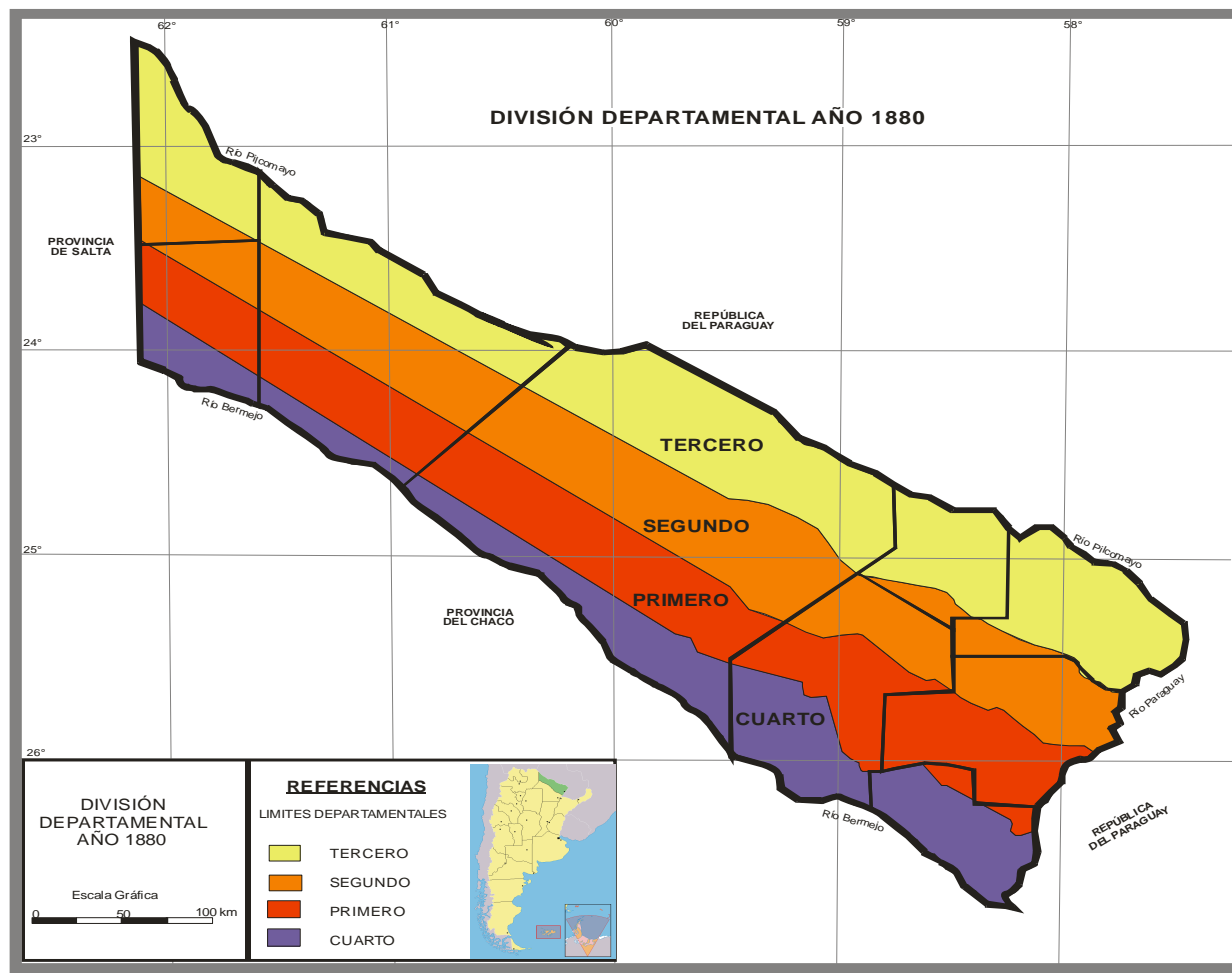 62°
61°
60°
59°
58°
DIVISIÓN DEPARTAMENTAL AÑO 1880
23°
Río Pilcomayo
PROVINCIA
DE SALTA
REPÚBLICA
DEL PARAGUAY
24°
Río Bermejo
TERCERO
SEGUNDO
25°
Río Pilcomayo
PRIMERO
PROVINCIA
DEL CHACO
Río Paraguay
CUARTO
26°
Río Bermejo
REPÚBLICA
DEL PARAGUAY
DIVISIÓN
DEPARTAMENTAL
AÑO 1880
Escala Gráfica
0 50 100 km
REFERENCIAS
LIMITES DEPARTAMENTALES
TERCERO
SEGUNDO
PRIMERO
CUARTO